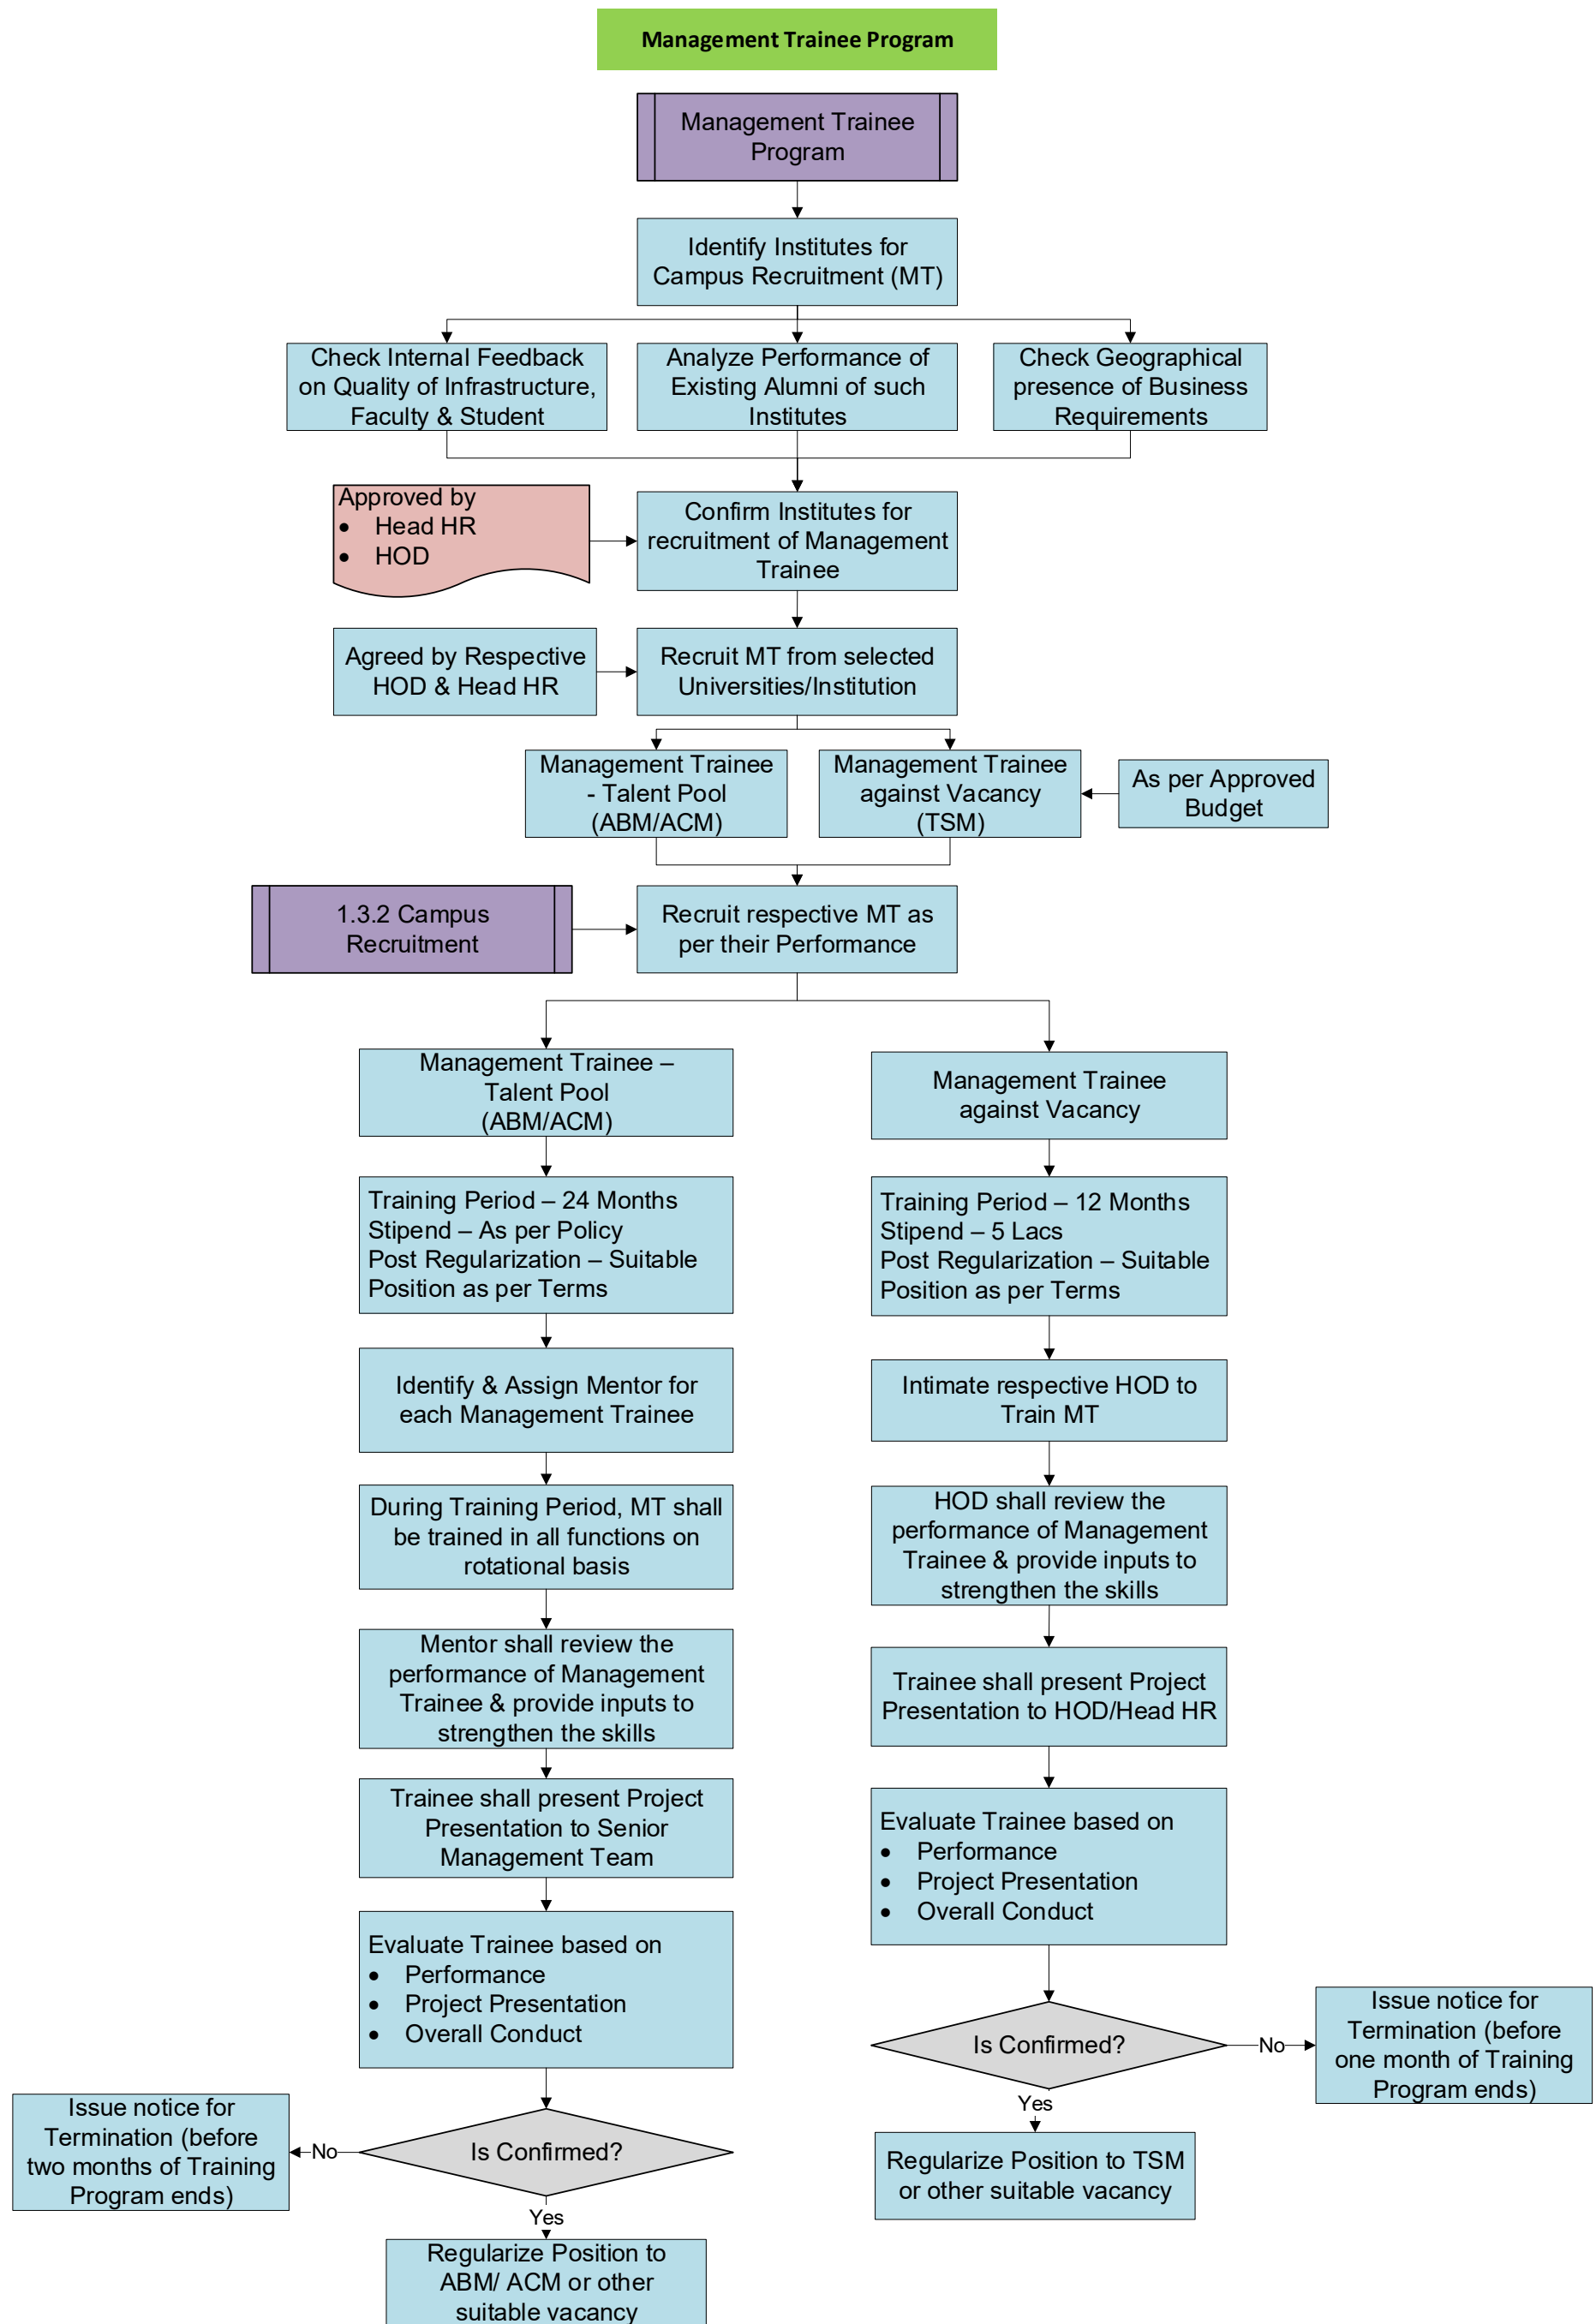 Management Trainee Program
Management Trainee
Program
Identify Institutes for
Campus Recruitment (MT)
Check Internal Feedback
on Quality of Infrastructure,
Faculty & Student
Analyze Performance of
Existing Alumni of such
Institutes
Check Geographical
presence of Business
Requirements
Approved by
• Head HR
• HOD
Confirm Institutes for
recruitment of Management
Trainee
Agreed by Respective
HOD & Head HR
Recruit MT from selected
Universities/Institution
Management Trainee
- Talent Pool
(ABM/ACM)
Management Trainee
against Vacancy
(TSM)
As per Approved
Budget
1.3.2 Campus
Recruitment
Recruit respective MT as
per their Performance
Management Trainee –
Talent Pool
(ABM/ACM)
Training Period – 24 Months
Stipend – As per Policy
Post Regularization – Suitable
Position as per Terms
Identify & Assign Mentor for
each Management Trainee
During Training Period, MT shall
be trained in all functions on
rotational basis
Mentor shall review the
performance of Management
Trainee & provide inputs to
strengthen the skills
Trainee shall present Project
Presentation to Senior
Management Team
Evaluate Trainee based on
• Performance
• Project Presentation
• Overall Conduct
Is Confirmed?
No
Issue notice for
Termination (before
two months of Training
Program ends)
Yes
Regularize Position to
ABM/ ACM or other
suitable vacancy
Management Trainee
against Vacancy
Training Period – 12 Months
Stipend – 5 Lacs
Post Regularization – Suitable
Position as per Terms
Intimate respective HOD to
Train MT
HOD shall review the
performance of Management
Trainee & provide inputs to
strengthen the skills
Trainee shall present Project
Presentation to HOD/Head HR
Evaluate Trainee based on
• Performance
• Project Presentation
• Overall Conduct
Is Confirmed?
No
Issue notice for
Termination (before
one month of Training
Program ends)
Yes
Regularize Position to TSM
or other suitable vacancy